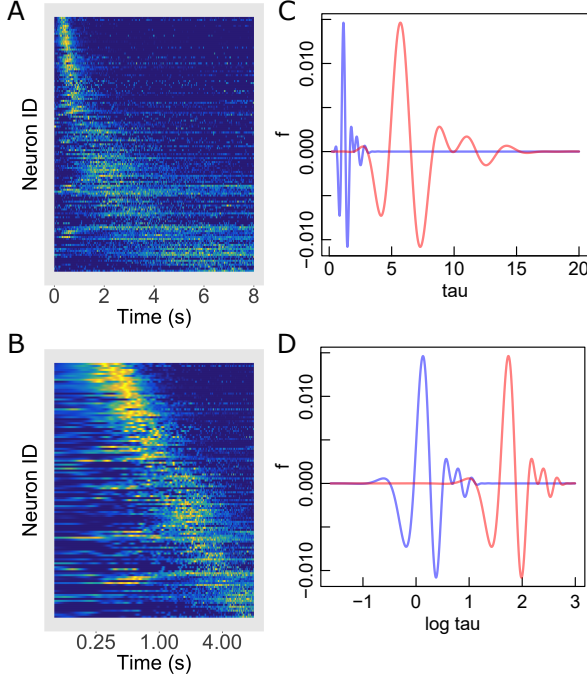 A
Neuron ID
0 2 4 6 8
Time (s)
C
f
0.010
0.000
−0.010
0 5 10 15 20
tau
B
Neuron ID
0.25 1.00 4.00
Time (s)
D
f
0.010
0.000
−0.010
−1 0 1 2 3
log tau